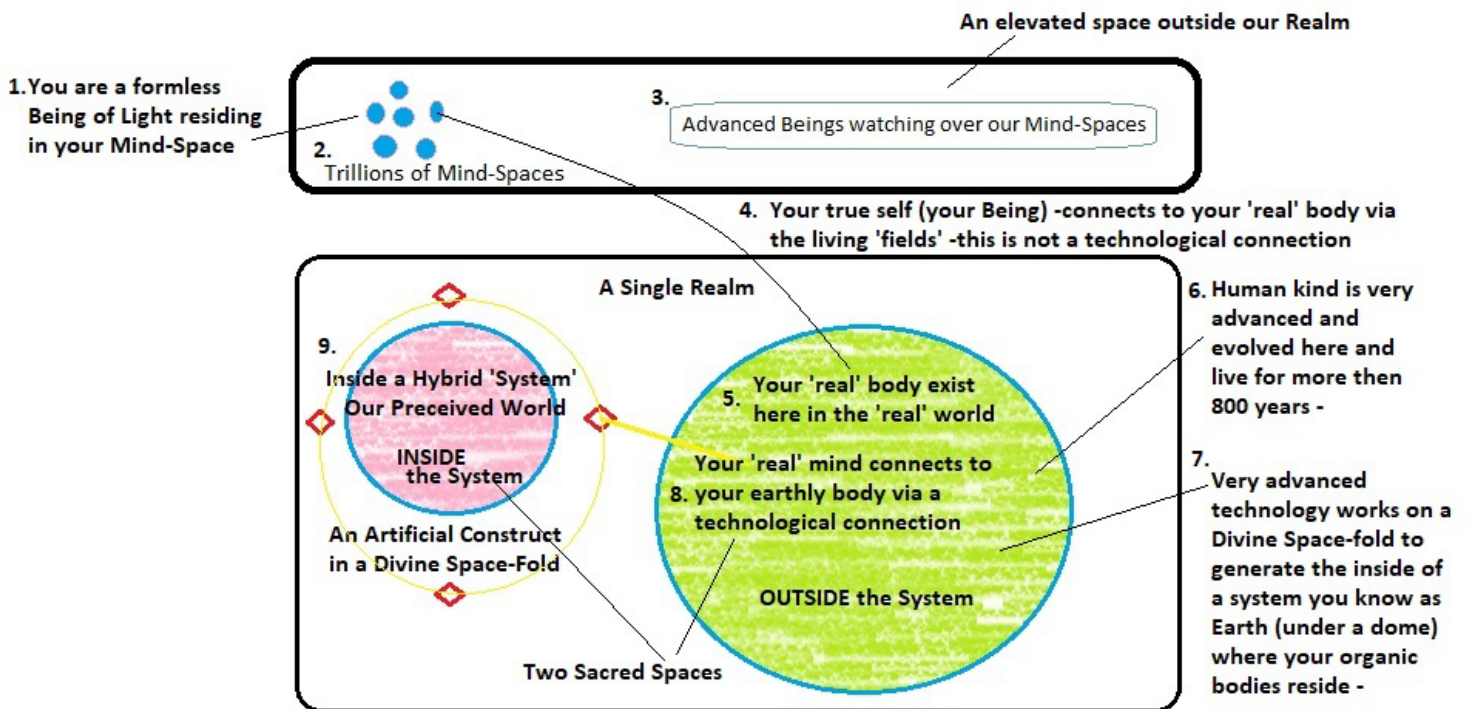 An elevated space outside our Realm
1.You are a formless
Being of Light residing
in your Mind-Space
2.
Trillions of Mind-Spaces
3.
Advanced Beings watching over our Mind-Spaces
4. Your true self (your Being) -connects to your 'real' body via
the living 'fields' -this is not a technological connection
A Single Realm
5. Your 'real' body exist
here in the 'real' world
6. Human kind is very
advanced and
evolved here and
live for more then
800 years -
7.
Very advanced
technology works on a
Divine Space-fold to
generate the inside of
a system you know as
Earth (under a dome)
where your organic
bodies reside -
Your 'real' mind connects to
8. your earthly body via a
technological connection
OUTSIDE the System
9.
Inside a Hybrid 'System'
Our Preceived World
INSIDE
the System
An Artificial Construct
in a Divine Space-Fold
Two Sacred Spaces